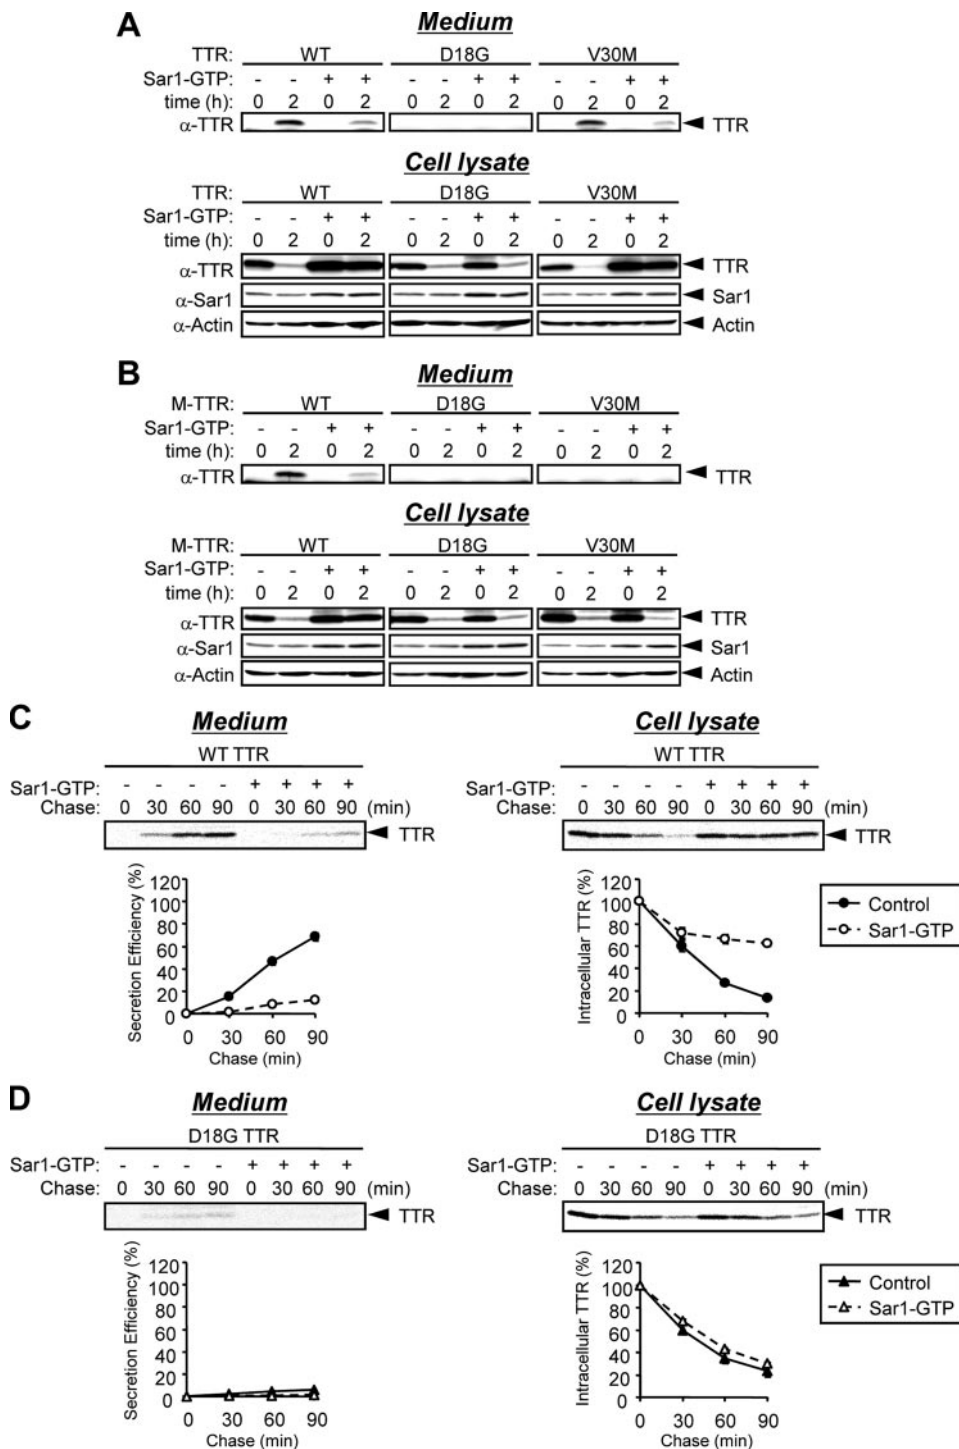 A
Medium
TTR: WT D18G V30M
Sar1-GTP: - - + + - - + + - - + +
time (h): 0 2 0 2 0 2 0 2 0 2 0 2
α-TTR TTR
Cell lysate
TTR: WT D18G V30M
Sar1-GTP: - - + + - - + + - - + +
time (h): 0 2 0 2 0 2 0 2 0 2 0 2
α-TTR TTR
α-Sar1 Sar1
α-Actin Actin
B
Medium
M-TTR: WT D18G V30M
Sar1-GTP: - - + + - - + + - - + +
time (h): 0 2 0 2 0 2 0 2 0 2 0 2
α-TTR TTR
Cell lysate
M-TTR: WT D18G V30M
Sar1-GTP: - - + + - - + + - - + +
time (h): 0 2 0 2 0 2 0 2 0 2 0 2
α-TTR TTR
α-Sar1 Sar1
α-Actin Actin
C
Medium
WT TTR
Sar1-GTP: - - - - + + + +
Chase: 0 30 60 90 0 30 60 90 (min)
TTR
Secretion Efficiency (%)
120
100
80
60
40
20
0
0 30 60 90
Chase (min)
Cell lysate
WT TTR
Sar1-GTP: - - - - + + + +
Chase: 0 30 60 90 0 30 60 90 (min)
TTR
Intracellular TTR (%)
120
100
80
60
40
20
0
0 30 60 90
Chase (min)
Control
Sar1-GTP
D
Medium
D18G TTR
Sar1-GTP: - - - - + + + +
Chase: 0 30 60 90 0 30 60 90 (min)
TTR
Secretion Efficiency (%)
120
100
80
60
40
20
0
0 30 60 90
Chase (min)
Cell lysate
D18G TTR
Sar1-GTP: - - - - + + + +
Chase: 0 30 60 90 0 30 60 90 (min)
TTR
Intracellular TTR (%)
120
100
80
60
40
20
0
0 30 60 90
Chase (min)
Control
Sar1-GTP